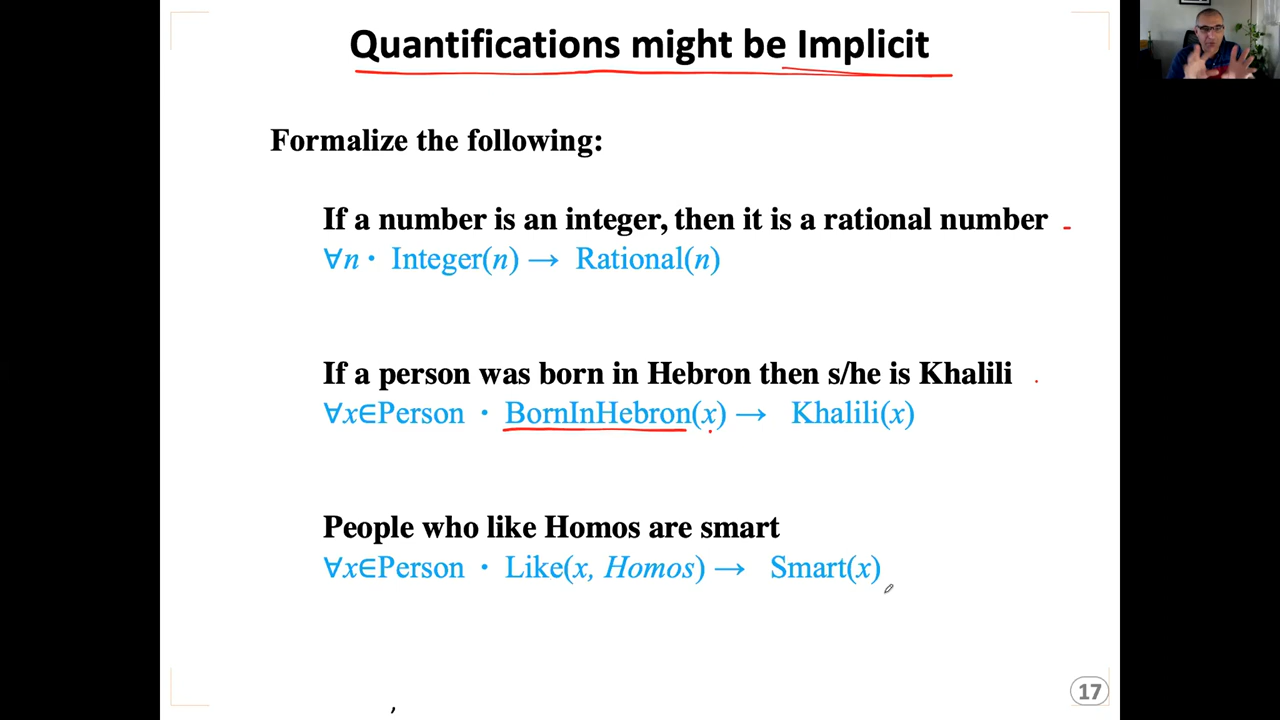 Quantifications might be Implicit
Formalize the following:
If a number is an integer, then it is a rational number
∀n · Integer(n) → Rational(n)
If a person was born in Hebron then s/he is Khalili
∀x∈Person · BornInHebron(x) → Khalili(x)
People who like Homos are smart
∀x∈Person · Like(x, Homos) → Smart(x)
17
,